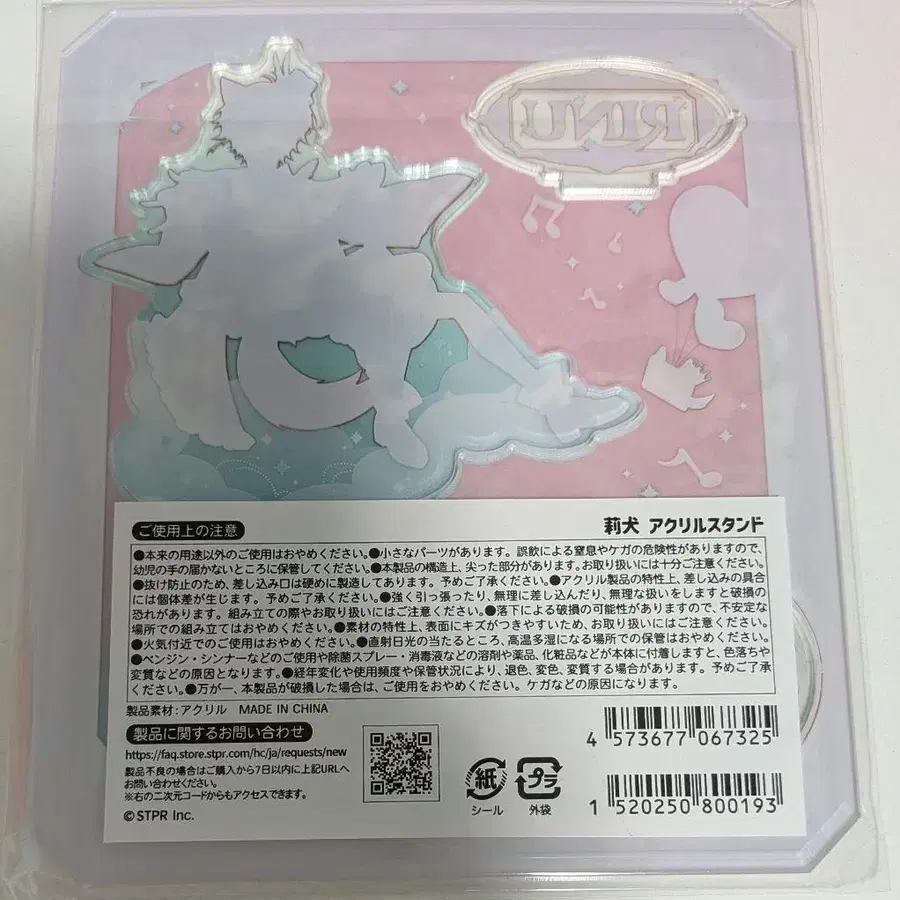 RINU
ご使用上の注意
莉犬 アクリルスタンド
●本来の用途以外のご使用はおやめください。●小さなパーツがあります。誤飲による窒息やケガの危険性がありますので、
幼児の手の届かないところに保管してください。●本製品の構造上、尖った部分があります。お取り扱いには十分ご注意ください。
●抜け防止のため、差し込み口は硬めに製造してあります。予めご了承ください。●アクリル製品の特性上、差し込みの具合
には個体差が生じます。予めご了承ください。●強く引っ張ったり、無理に差し込んだり、無理な扱いをしますと破損の
恐れがあります。組み立ての際やお取り扱いにはご注意ください。●落下による破損の可能性がありますので、不安定な
場所での組み立てはおやめください。●素材の特性上、表面にキズがつきやすいため、お取り扱いにはご注意ください。
●火気付近でのご使用はおやめください。●直射日光の当たるところ、高温多湿になる場所での保管はおやめください。
●ベンジン・シンナーなどのご使用や除菌スプレー・消毒液などの溶剤や薬品、化粧品などが本体に付着しますと、色落ちや
変質などの原因となります。●経年変化や使用頻度や保管状況により、退色、変色、変質する場合があります。予めご了承
ください。●万が一、本製品が破損した場合は、ご使用をおやめください。ケガなどの原因になります。
製品素材：アクリル MADE IN CHINA
製品に関するお問い合わせ
https://faq.store.stpr.com/hc/ja/requests/new
製品不良の場合はご購入から7日以内に上記URLへ
お問い合わせください。
※右の二次元コードからもアクセスできます。
©STPR Inc.
紙
シール
プラ
外袋
4 573677 067325
1 520250 800193